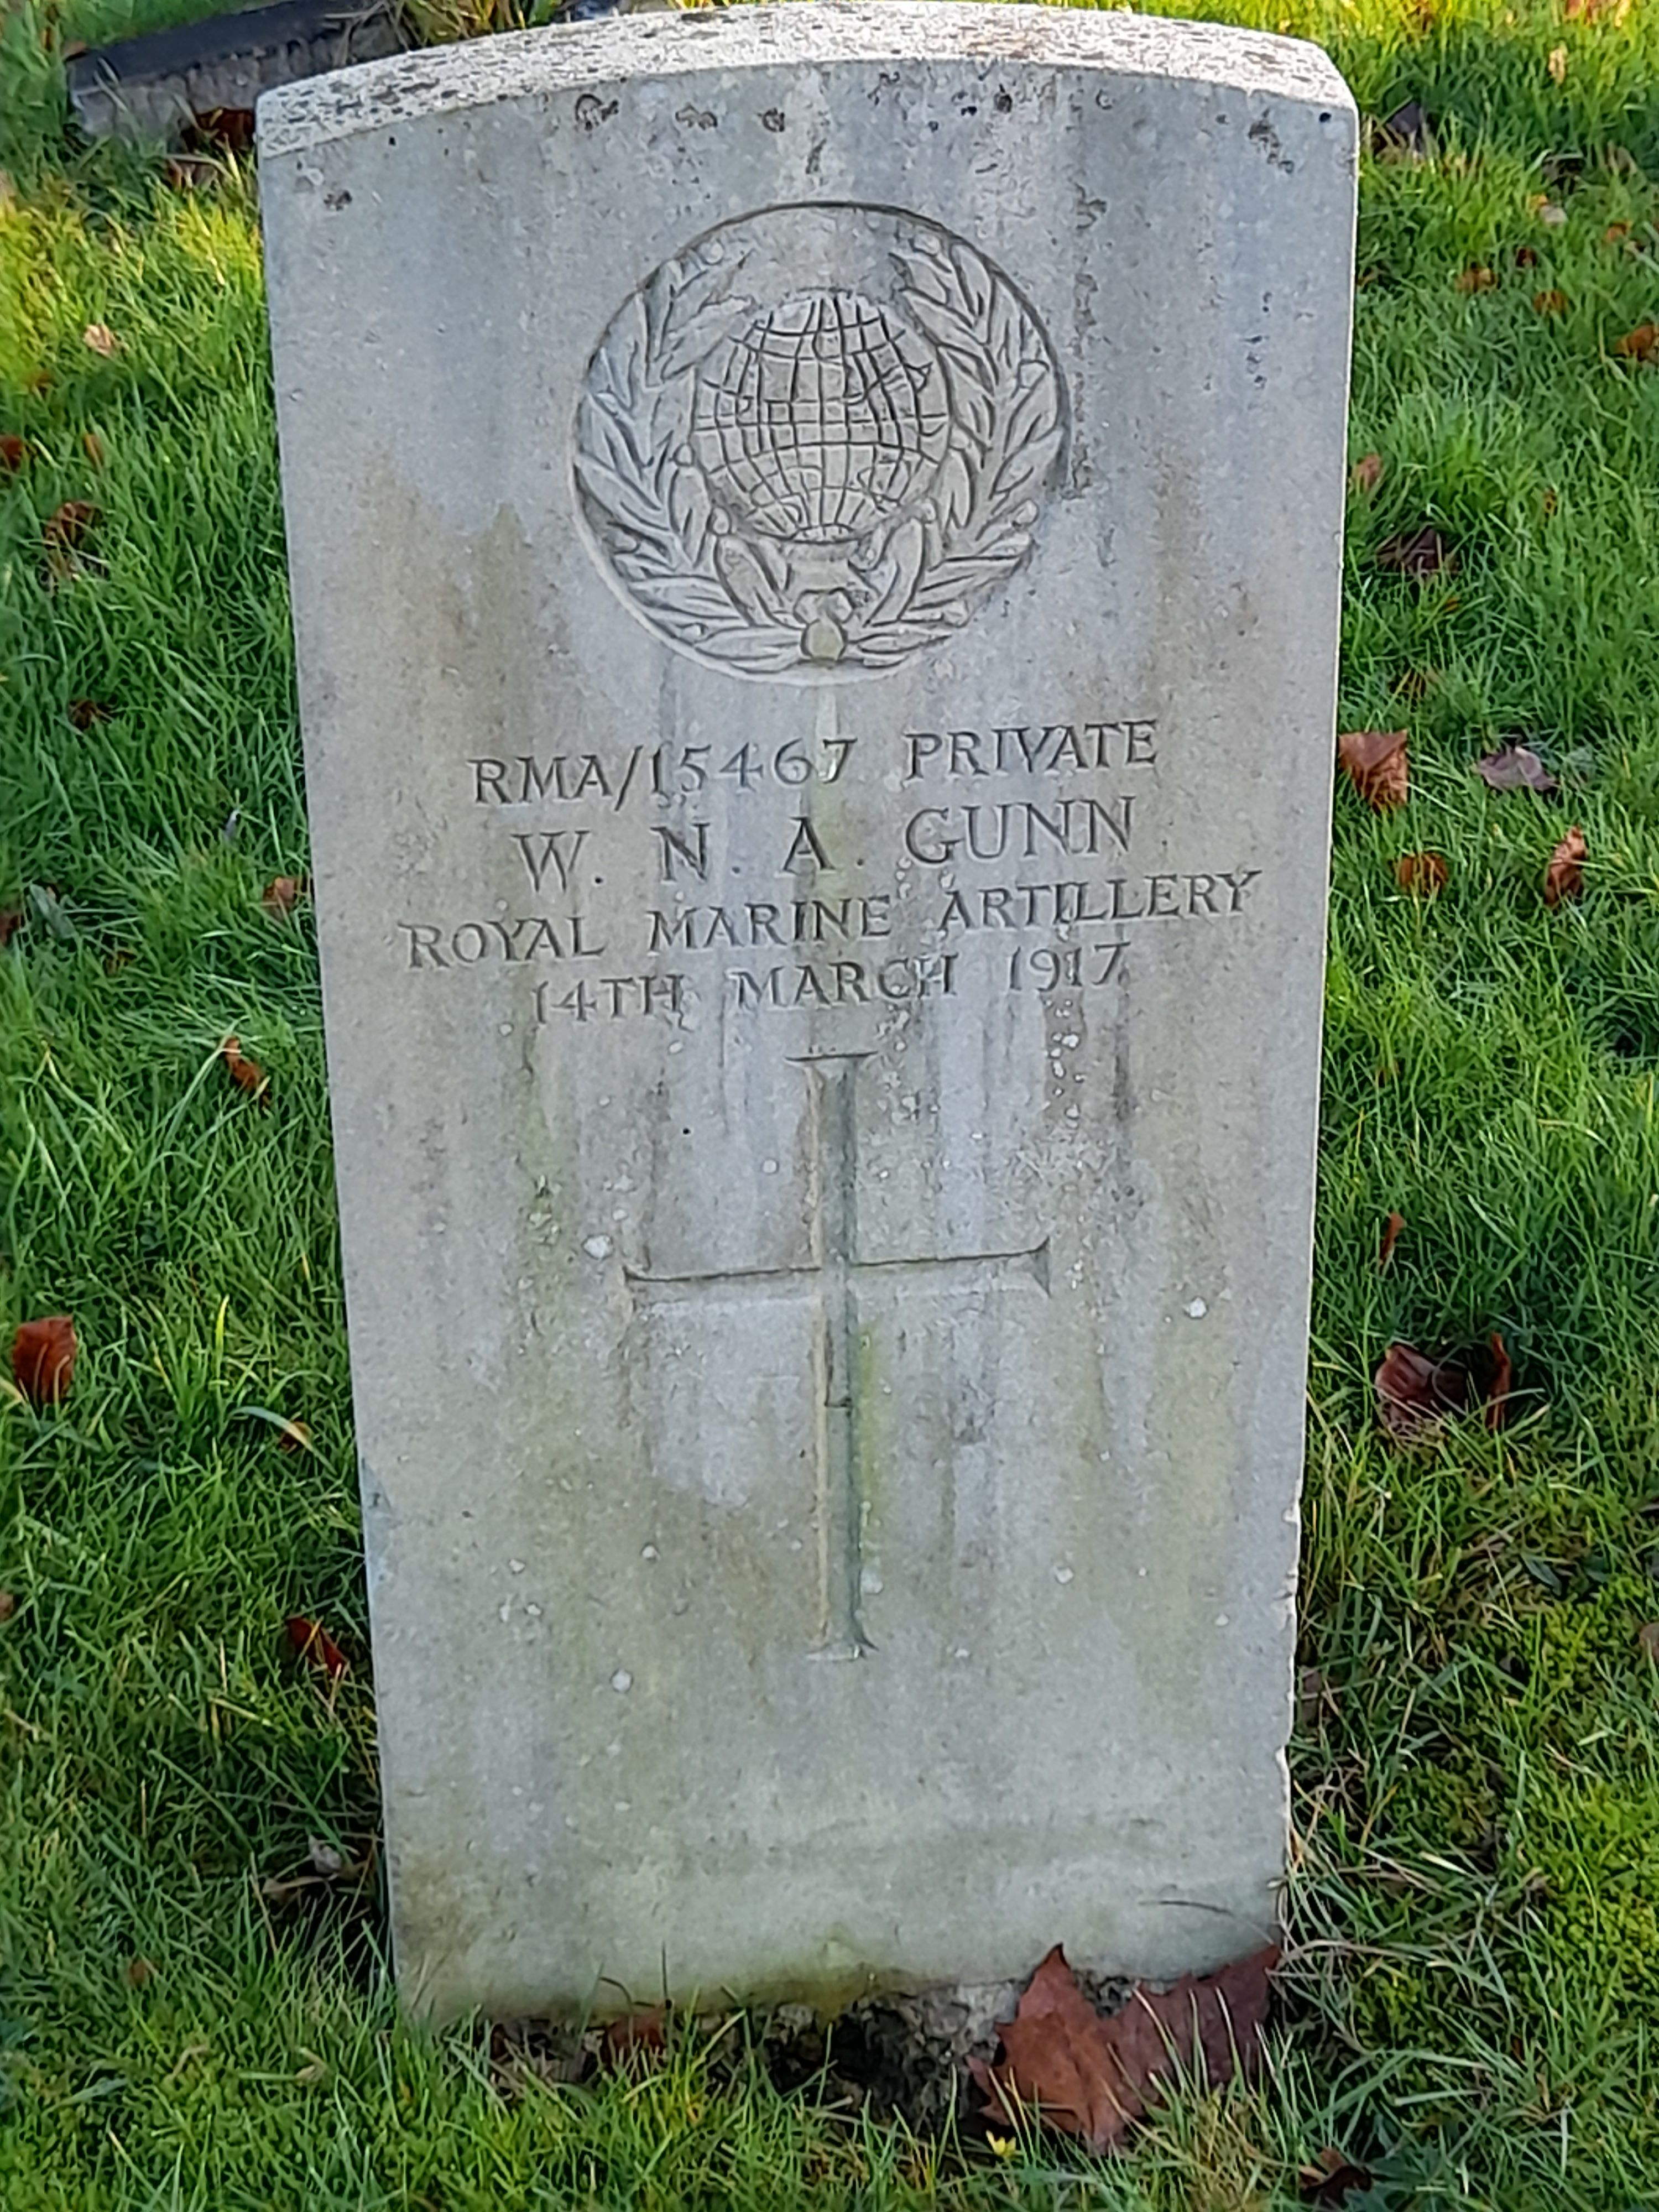 RMA/15467 PRIVATE
W. N. A. GUNN
ROYAL MARINE ARTILLERY
14TH MARCH 1917